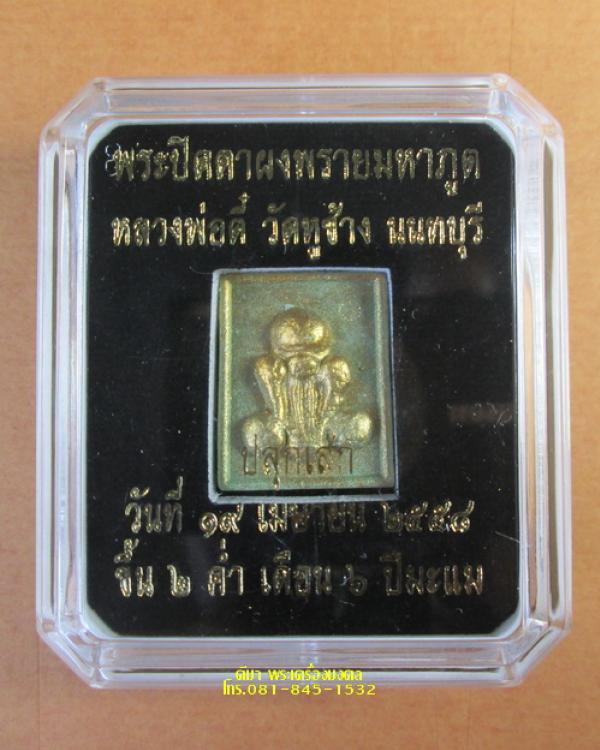 พระปิดตาผงพรายมหาภูต
หลวงพ่อตี๋ วัดหูช้าง นนทบุรี
ปลุกเสก
วันที่ ๑๙ เมษายน ๒๕๕๘
ขึ้น ๒ ค่ำ เดือน ๖ ปีมะแม
ดีมา พระเครื่องมงคล
โทร.081-845-1532